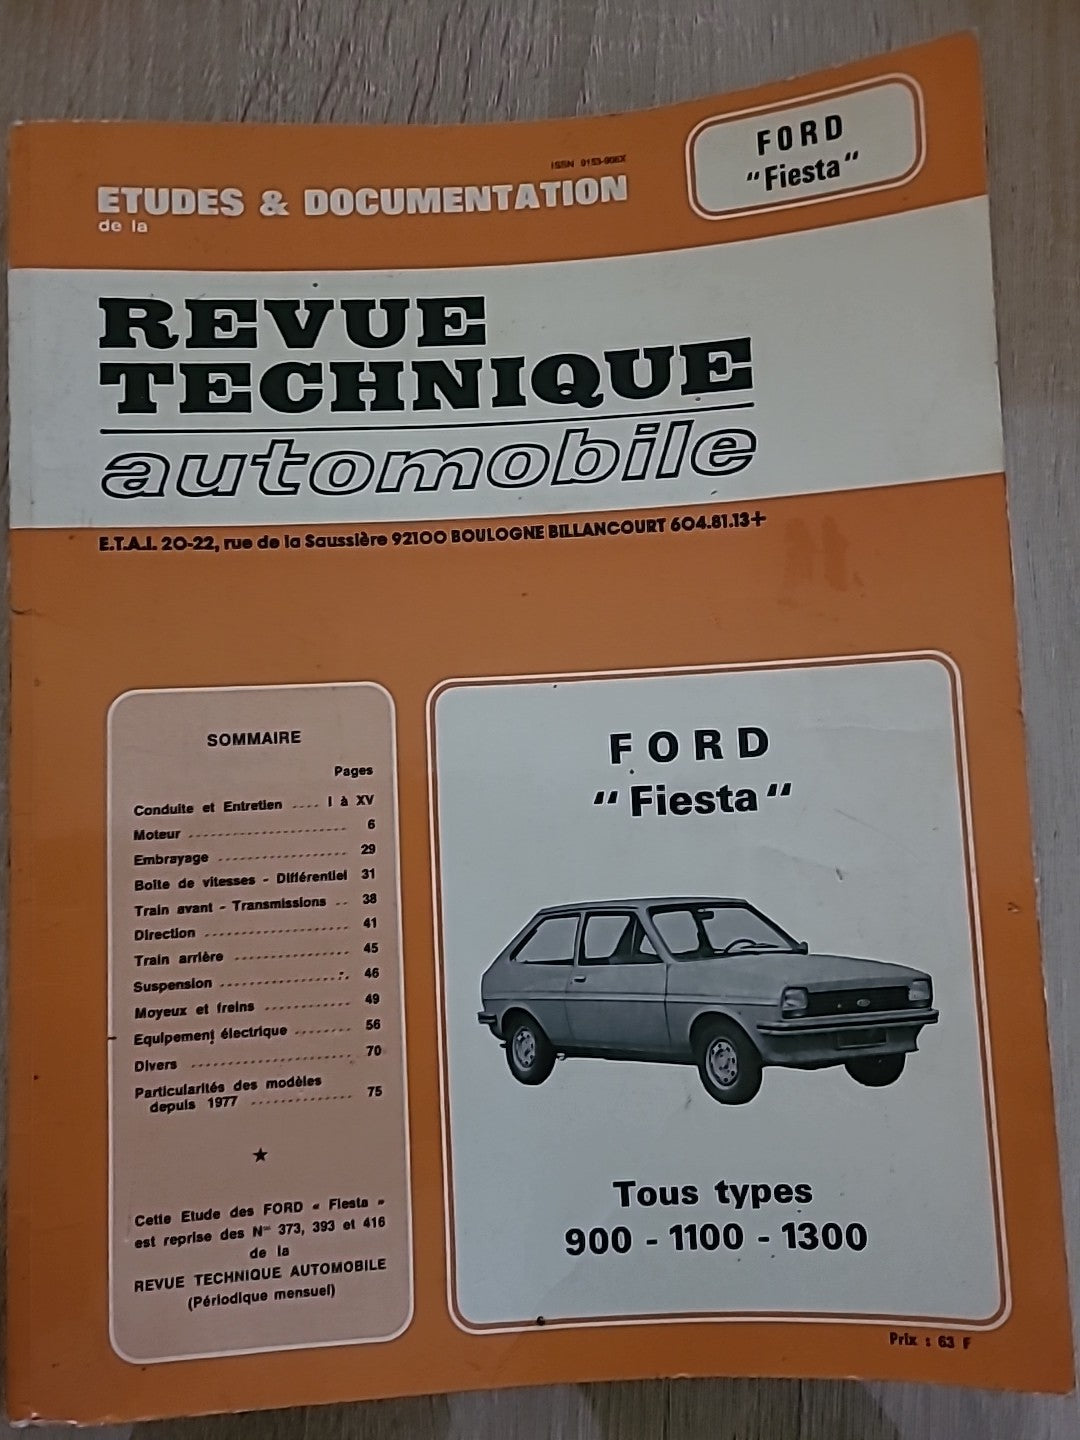 ISSN 0153-906X
ETUDES & DOCUMENTATION
de la
FORD
"Fiesta"
REVUE
TECHNIQUE
automobile
E.T.A.I. 20-22, rue de la Saussière 92100 BOULOGNE BILLANCOURT 604.81.13+
SOMMAIRE
Pages
Conduite et Entretien .... I à XV
Moteur ........................ 6
Embrayage .................... 29
Boîte de vitesses - Différentiel 31
Train avant - Transmissions .. 38
Direction ...................... 41
Train arrière .................. 45
Suspension .................... 46
Moyeux et freins .............. 49
Equipement électrique ........ 56
Divers ........................ 70
Particularités des modèles
depuis 1977 .................. 75
★
Cette Etude des FORD « Fiesta »
est reprise des Nos 373, 393 et 416
de la
REVUE TECHNIQUE AUTOMOBILE
(Périodique mensuel)
FORD
"Fiesta"
Tous types
900 - 1100 - 1300
Prix : 63 F